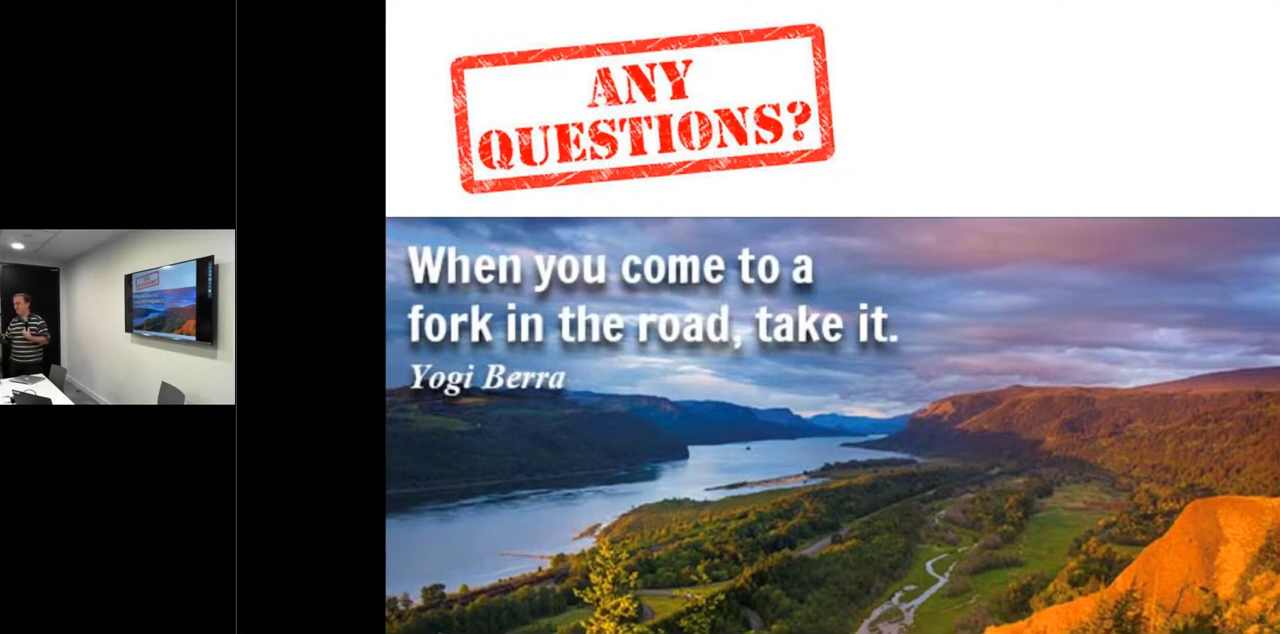 ANY
QUESTIONS?
When you come to a
fork in the road, take it.
Yogi Berra